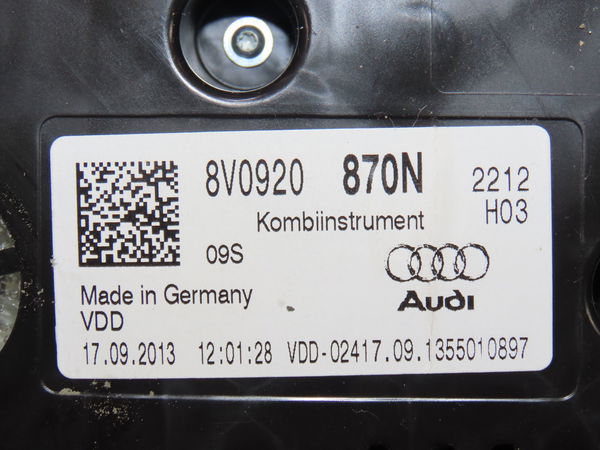 8V0920 870N 2212
Kombiinstrument H03
09S
Audi
Made in Germany
VDD
17.09.2013 12:01:28 VDD-02417.09.1355010897